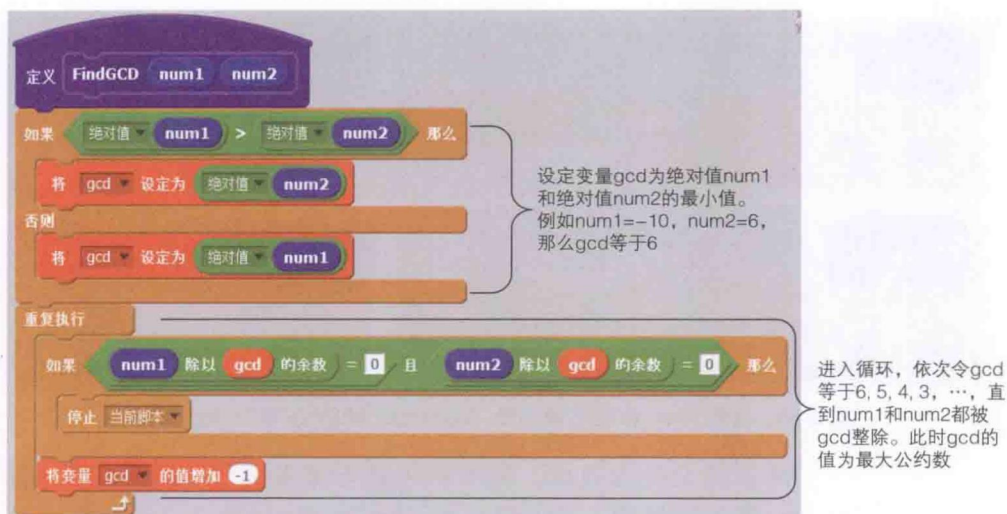 定义 FindGCD num1 num2
如果 绝对值 num1 > 绝对值 num2 那么
将 gcd 设定为 绝对值 num2
否则
将 gcd 设定为 绝对值 num1
设定变量gcd为绝对值num1
和绝对值num2的最小值。
例如num1=-10，num2=6，
那么gcd等于6
重复执行
如果 num1 除以 gcd 的余数 = 0 且 num2 除以 gcd 的余数 = 0 那么
停止 当前脚本
将变量 gcd 的值增加 -1
进入循环，依次令gcd
等于6, 5, 4, 3，…，直
到num1和num2都被
gcd整除。此时gcd的
值为最大公约数